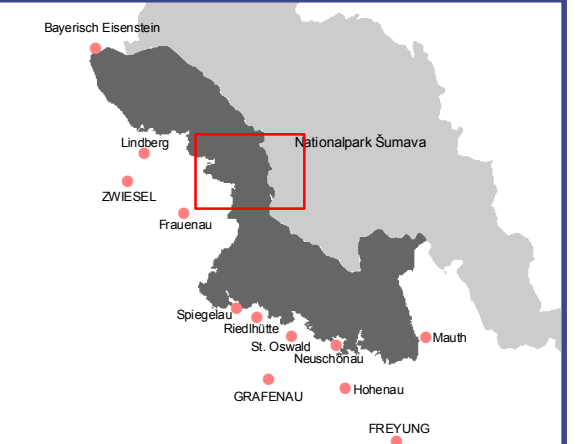 Bayerisch Eisenstein
Lindberg
Nationalpark Šumava
ZWIESEL
Frauenau
Spiegelau
Riedlhütte
St. Oswald
Mauth
Neuschönau
Hohenau
GRAFENAU
FREYUNG